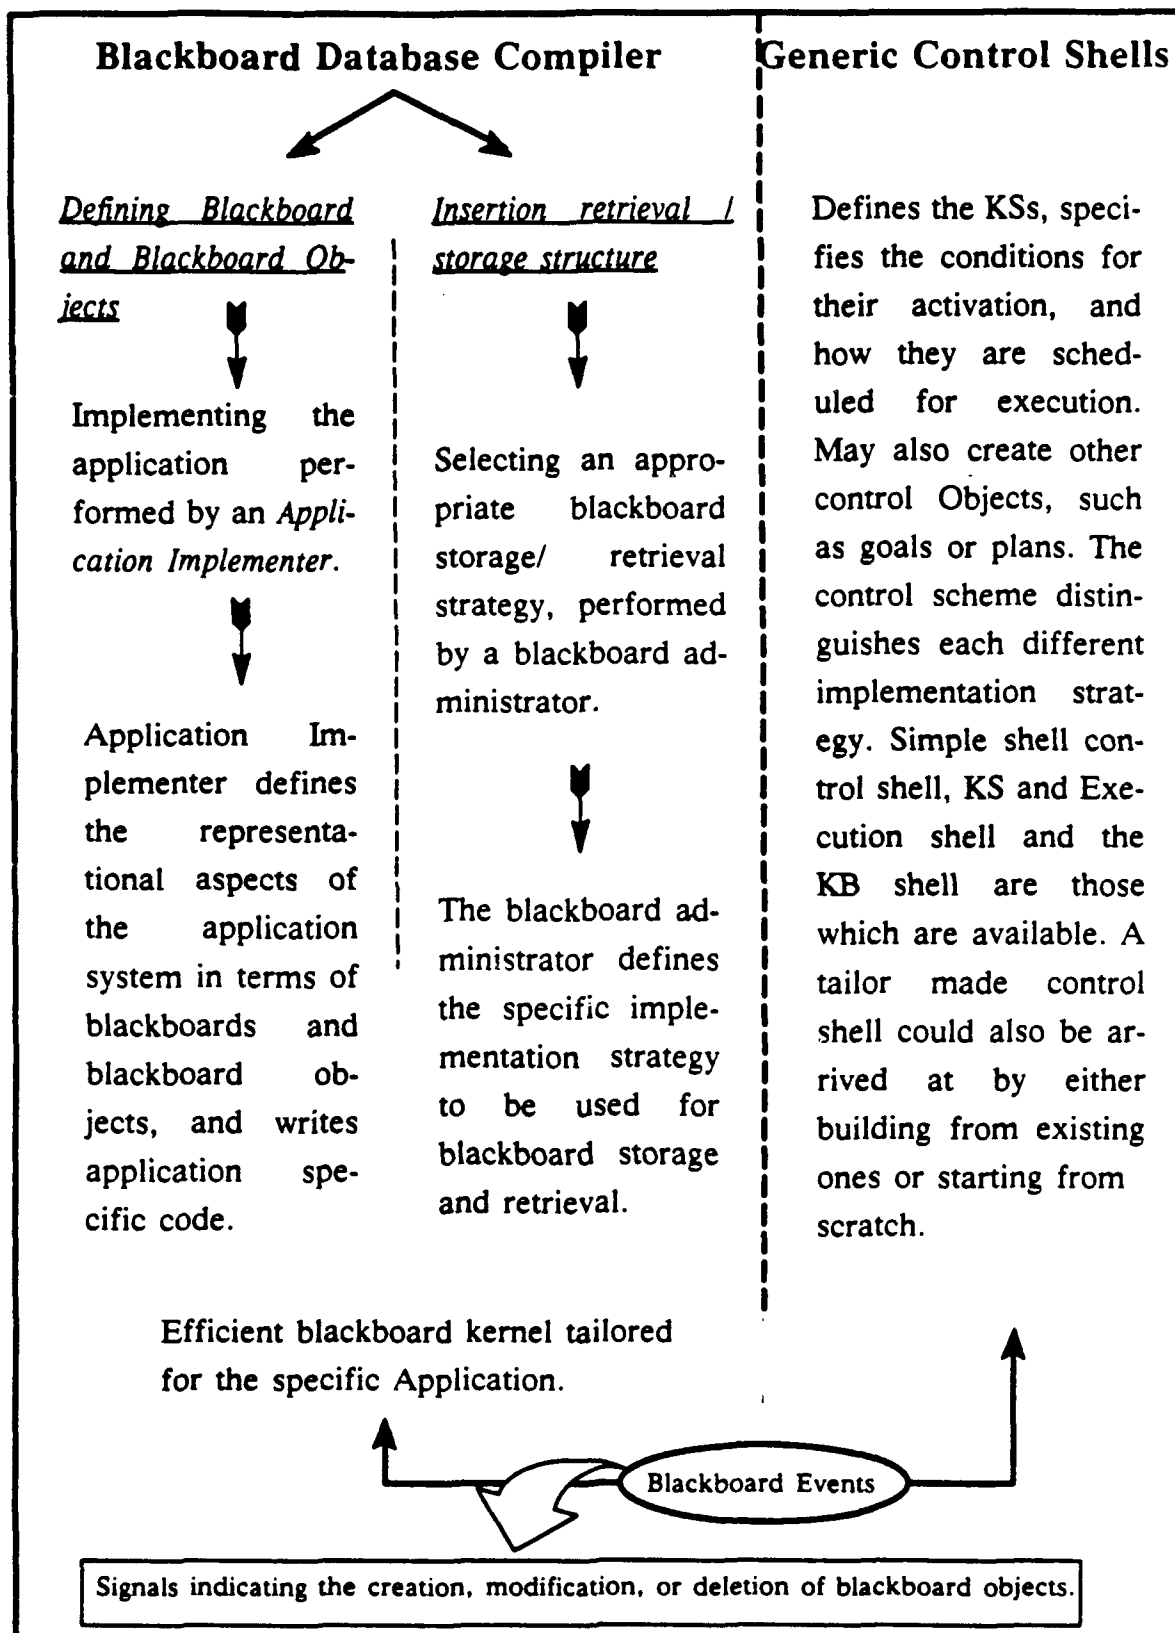 Blackboard Database Compiler
Generic Control Shells
Defining Blackboard
and Blackboard Ob-
jects
Implementing the
application per-
formed by an Appli-
cation Implementer.
Application Im-
plementer defines
the representa-
tional aspects of
the application
system in terms of
blackboards and
blackboard ob-
jects, and writes
application spe-
cific code.
Insertion retrieval /
storage structure
Selecting an appro-
priate blackboard
storage/ retrieval
strategy, performed
by a blackboard ad-
ministrator.
The blackboard ad-
ministrator defines
the specific imple-
mentation strategy
to be used for
blackboard storage
and retrieval.
Defines the KSs, speci-
fies the conditions for
their activation, and
how they are sched-
uled for execution.
May also create other
control Objects, such
as goals or plans. The
control scheme distin-
guishes each different
implementation strat-
egy. Simple shell con-
trol shell, KS and Exe-
cution shell and the
KB shell are those
which are available. A
tailor made control
shell could also be ar-
rived at by either
building from existing
ones or starting from
scratch.
Efficient blackboard kernel tailored
for the specific Application.
Blackboard Events
Signals indicating the creation, modification, or deletion of blackboard objects.